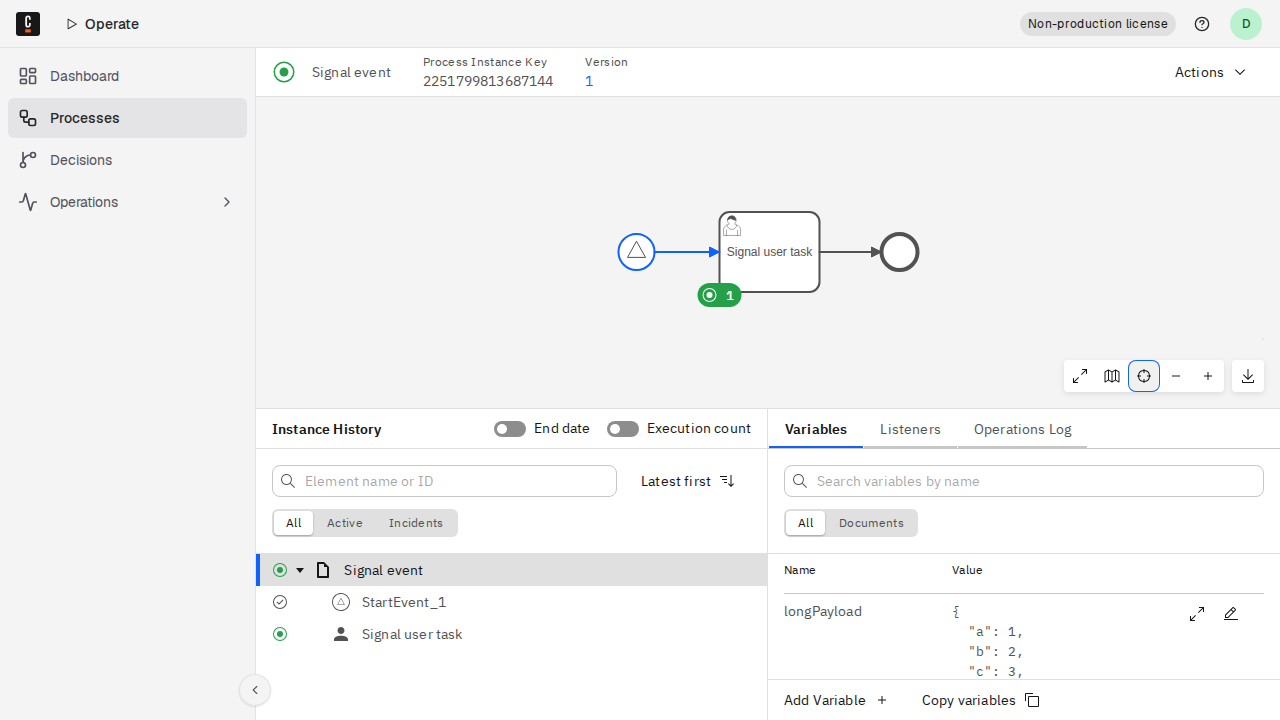 C
Operate
Non-production license
D
Dashboard
Processes
Decisions
Operations
Signal event
Process Instance Key
2251799813687144
Version
1
Actions
Signal user task
1
Instance History
End date
Execution count
Element name or ID
Latest first
All
Active
Incidents
Signal event
StartEvent_1
Signal user task
Variables
Listeners
Operations Log
Search variables by name
All
Documents
Name
Value
longPayload
{
"a": 1,
"b": 2,
"c": 3,
Add Variable
Copy variables